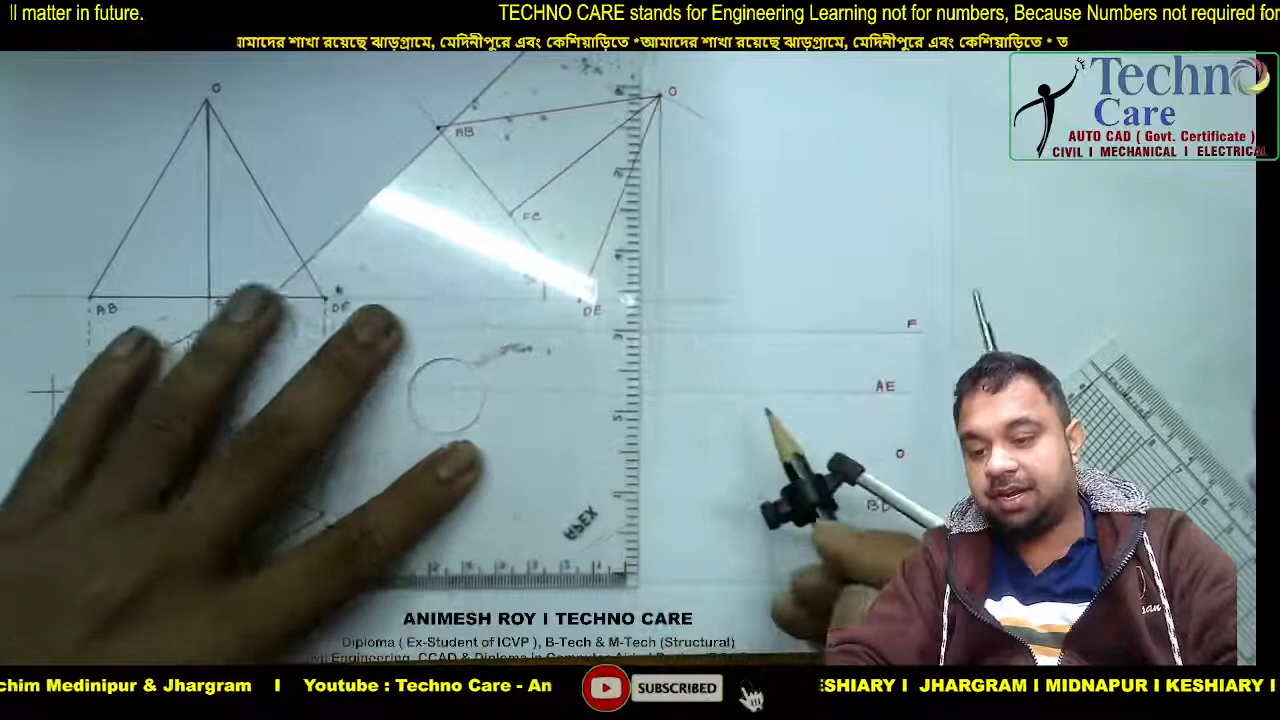 ll matter in future.
TECHNO CARE stands for Engineering Learning not for numbers, Because Numbers not required for
আমাদের শাখা রয়েছে ঝাড়গ্রামে, মেদিনীপুরে এবং কেশিয়াড়িতে *আমাদের শাখা রয়েছে ঝাড়গ্রামে, মেদিনীপুরে এবং কেশিয়াড়িতে * ত
Techno
Care
AUTO CAD ( Govt. Certificate )
CIVIL I MECHANICAL I ELECTRICAL
O
O
AB
FC
AB
DE
DE
F
AE
O
BD
APEX
ANIMESH ROY I TECHNO CARE
Diploma ( Ex-Student of ICVP ), B-Tech & M-Tech (Structural)
chim Medinipur & Jhargram I Youtube : Techno Care - An
SUBSCRIBED
SHIARY I JHARGRAM I MIDNAPUR I KESHIARY I